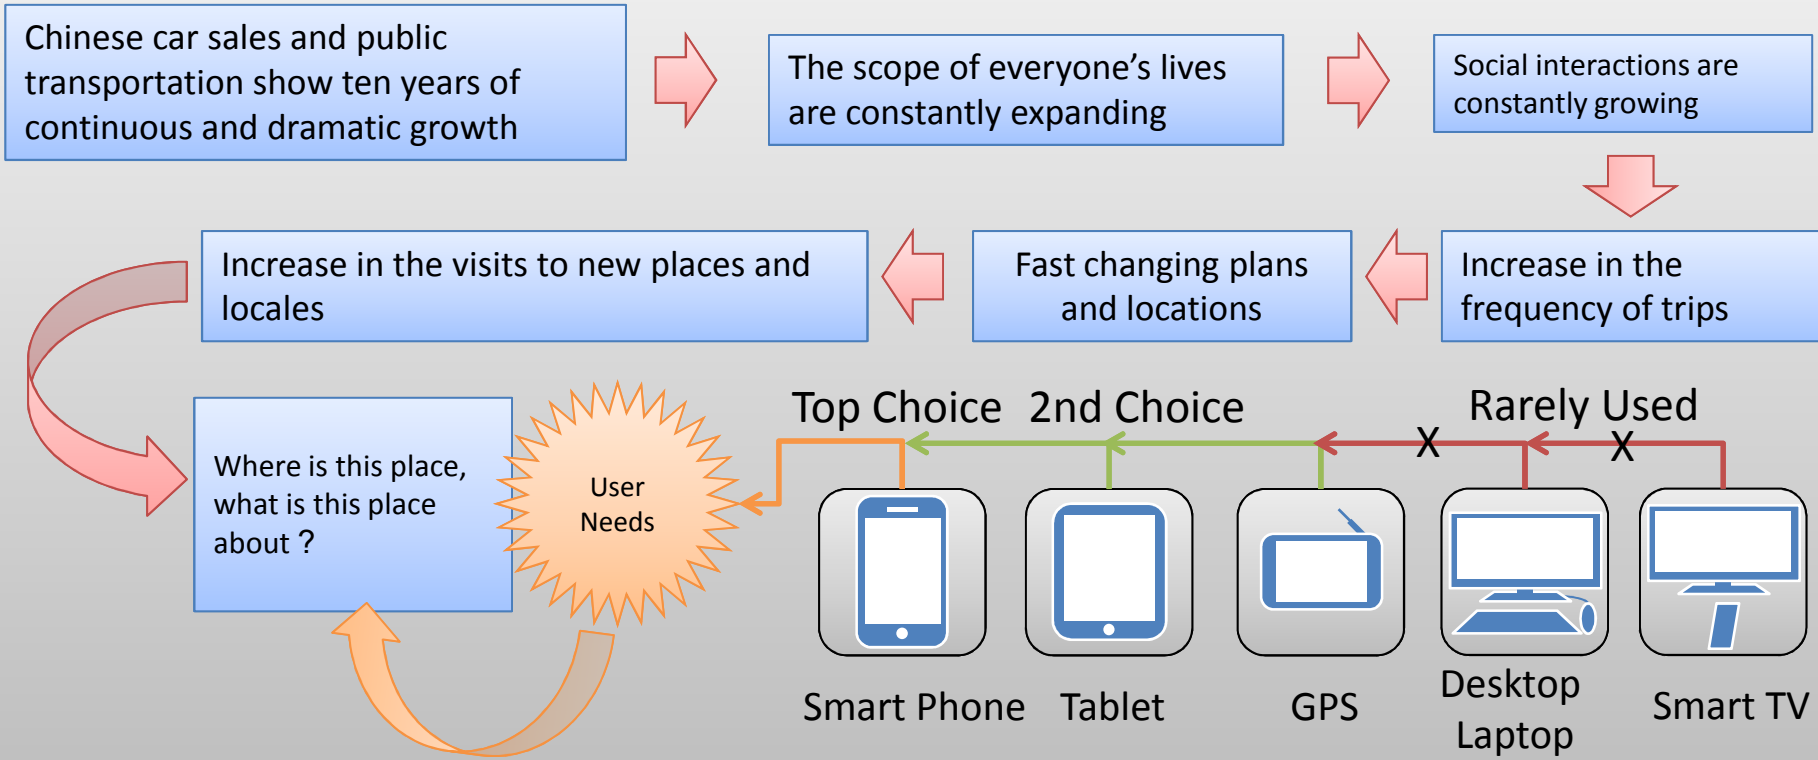 Chinese car sales and public
transportation show ten years of
continuous and dramatic growth
The scope of everyone’s lives
are constantly expanding
Social interactions are
constantly growing
Increase in the
frequency of trips
Fast changing plans
and locations
Increase in the visits to new places and
locales
Where is this place,
what is this place
about ?
User
Needs
Top Choice
2nd Choice
Rarely Used
X
X
Smart Phone
Tablet
GPS
Desktop
Laptop
Smart TV